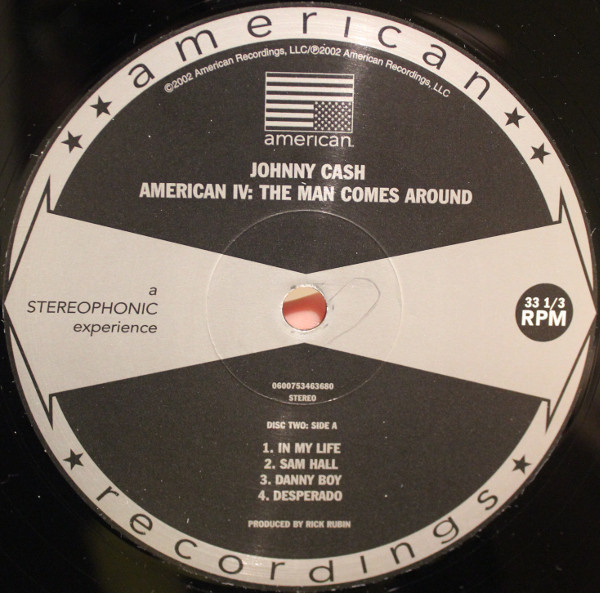 american
©2002 American Recordings, LLC/℗2002 American Recordings, LLC
american
JOHNNY CASH
AMERICAN IV: THE MAN COMES AROUND
a
STEREOPHONIC
experience
33 1/3
RPM
0600753463680
STEREO
DISC TWO: SIDE A
1. IN MY LIFE
2. SAM HALL
3. DANNY BOY
4. DESPERADO
PRODUCED BY RICK RUBIN
recordings